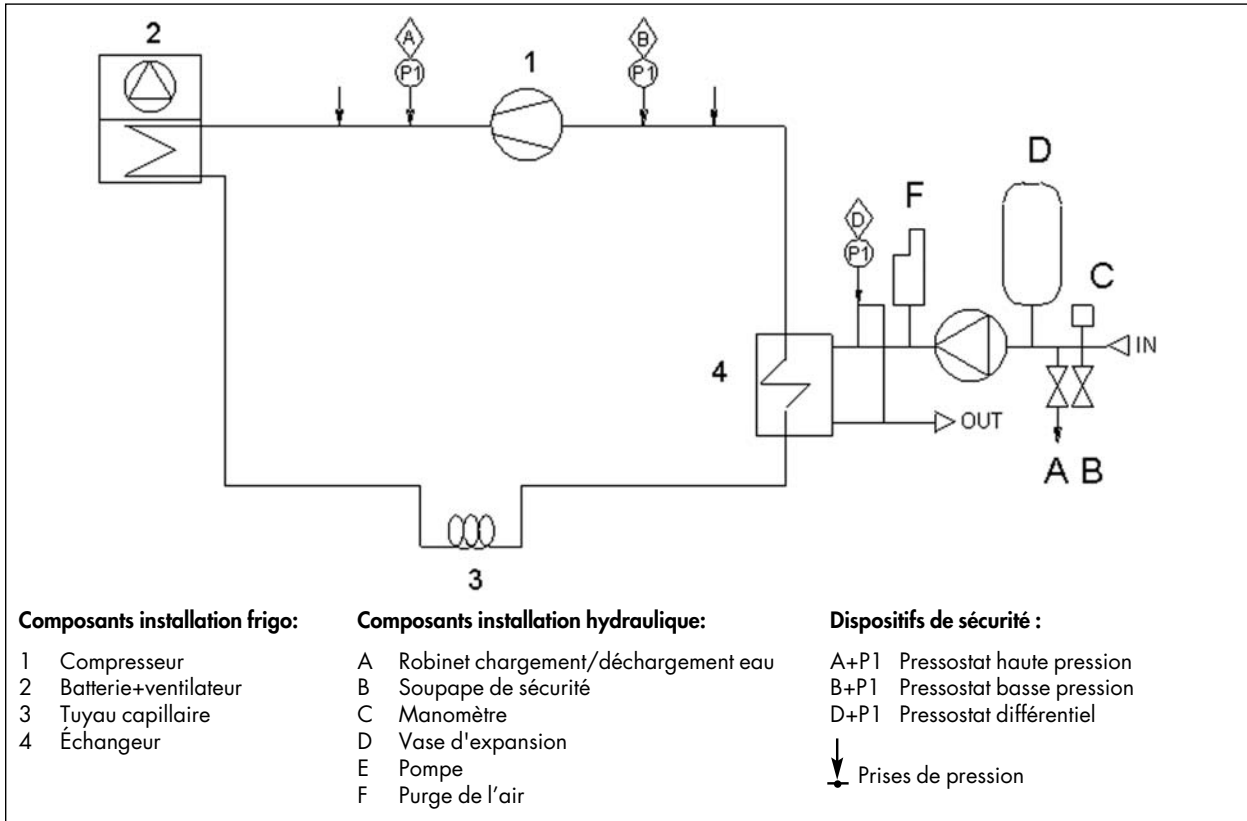 2
A
P1
1
B
P1
D
P1
F
D
C
IN
4
OUT
A B
3
Composants installation frigo:
1 Compresseur
2 Batterie+ventilateur
3 Tuyau capillaire
4 Échangeur
Composants installation hydraulique:
A Robinet chargement/déchargement eau
B Soupape de sécurité
C Manomètre
D Vase d'expansion
E Pompe
F Purge de l’air
Dispositifs de sécurité :
A+P1 Pressostat haute pression
B+P1 Pressostat basse pression
D+P1 Pressostat différentiel
Prises de pression